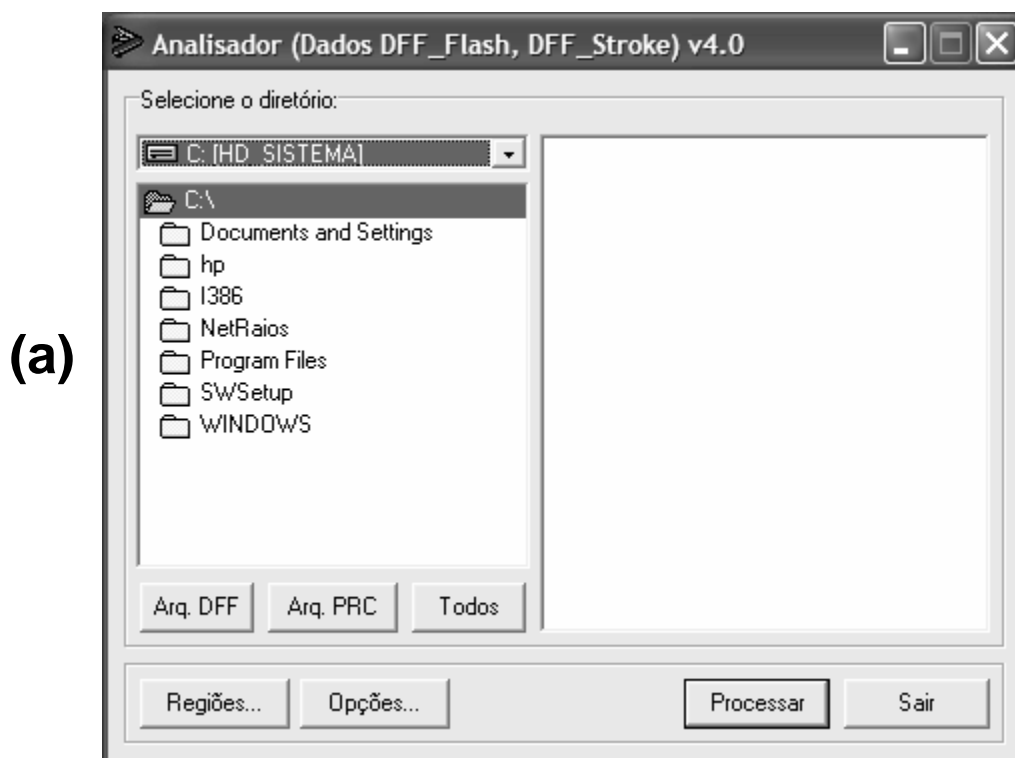 (a)
Analisador (Dados DFF_Flash, DFF_Stroke) v4.0
Selecione o diretório:
C: [HD_SISTEMA]
C:\
Documents and Settings
hp
I386
NetRaios
Program Files
SWSetup
WINDOWS
Arq. DFF Arq. PRC Todos
Regiões... Opções... Processar Sair